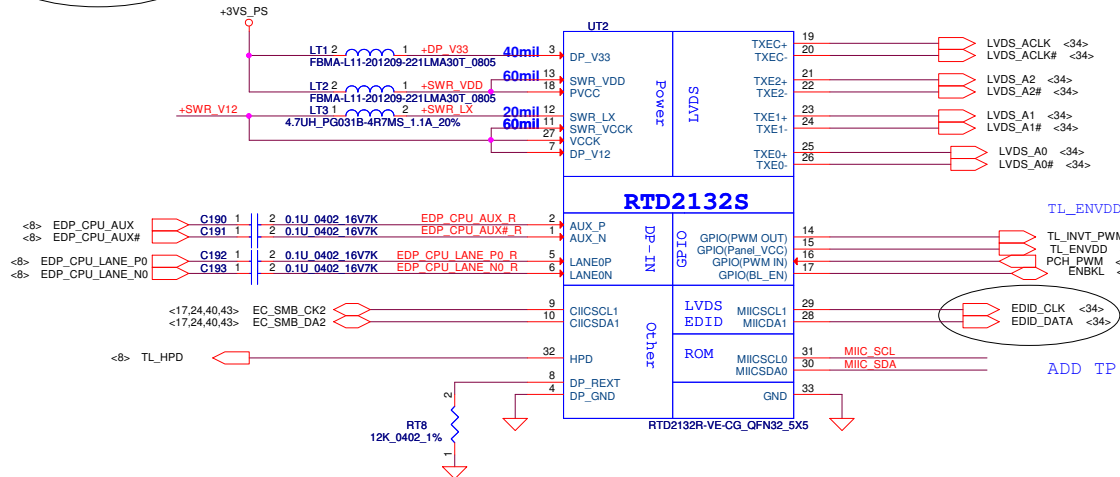 +3VS_PS
UT2
LT1 2 1 +DP_V33 40mil 3 DP_V33
FBMA-L11-201209-221LMA30T_0805
LT2 2 1 +SWR_VDD 60mil 13 SWR_VDD
18 PVCC
FBMA-L11-201209-221LMA30T_0805
+SWR_V12 LT3 1 2 +SWR_LX 20mil 12 SWR_LX
4.7UH_PG031B-4R7MS_1.1A_20% 60mil 11 SWR_VCCK
27 VCCK
7 DP_V12
Power
LVDS
TXEC+ 19 LVDS_ACLK <34>
TXEC- 20 LVDS_ACLK# <34>
TXE2+ 21 LVDS_A2 <34>
TXE2- 22 LVDS_A2# <34>
TXE1+ 23 LVDS_A1 <34>
TXE1- 24 LVDS_A1# <34>
TXE0+ 25 LVDS_A0 <34>
TXE0- 26 LVDS_A0# <34>
RTD2132S
TL_ENVDD
<8> EDP_CPU_AUX C190 1 2 0.1U_0402_16V7K EDP_CPU_AUX_R 2 AUX_P
<8> EDP_CPU_AUX# C191 1 2 0.1U_0402_16V7K EDP_CPU_AUX#_R 1 AUX_N
<8> EDP_CPU_LANE_P0 C192 1 2 0.1U_0402_16V7K EDP_CPU_LANE_P0_R 5 LANE0P
<8> EDP_CPU_LANE_N0 C193 1 2 0.1U_0402_16V7K EDP_CPU_LANE_N0_R 6 LANE0N
DP-IN
GPIO
GPIO(PWM OUT) 14 TL_INVT_PWM
GPIO(Panel_VCC) 15 TL_ENVDD
GPIO(PWM IN) 16 PCH_PWM <
GPIO(BL_EN) 17 ENBKL <
<17,24,40,43> EC_SMB_CK2 9 CIICSCL1
<17,24,40,43> EC_SMB_DA2 10 CIICSDA1
Other
LVDS
EDID
MIICSCL1 29 EDID_CLK <34>
MIICDA1 28 EDID_DATA <34>
<8> TL_HPD 32 HPD
ROM
MIICSCL0 31 MIIC_SCL
MIICSDA0 30 MIIC_SDA
ADD TP
8 DP_REXT
4 DP_GND
GND 33
2
RT8
12K_0402_1%
1
RTD2132R-VE-CG_QFN32_5X5